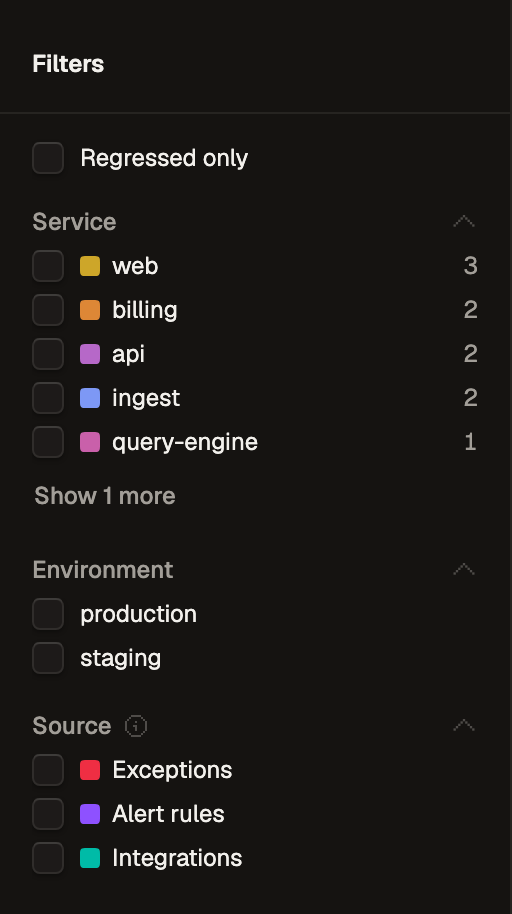 Filters
Regressed only
Service
web 3
billing 2
api 2
ingest 2
query-engine 1
Show 1 more
Environment
production
staging
Source
Exceptions
Alert rules
Integrations